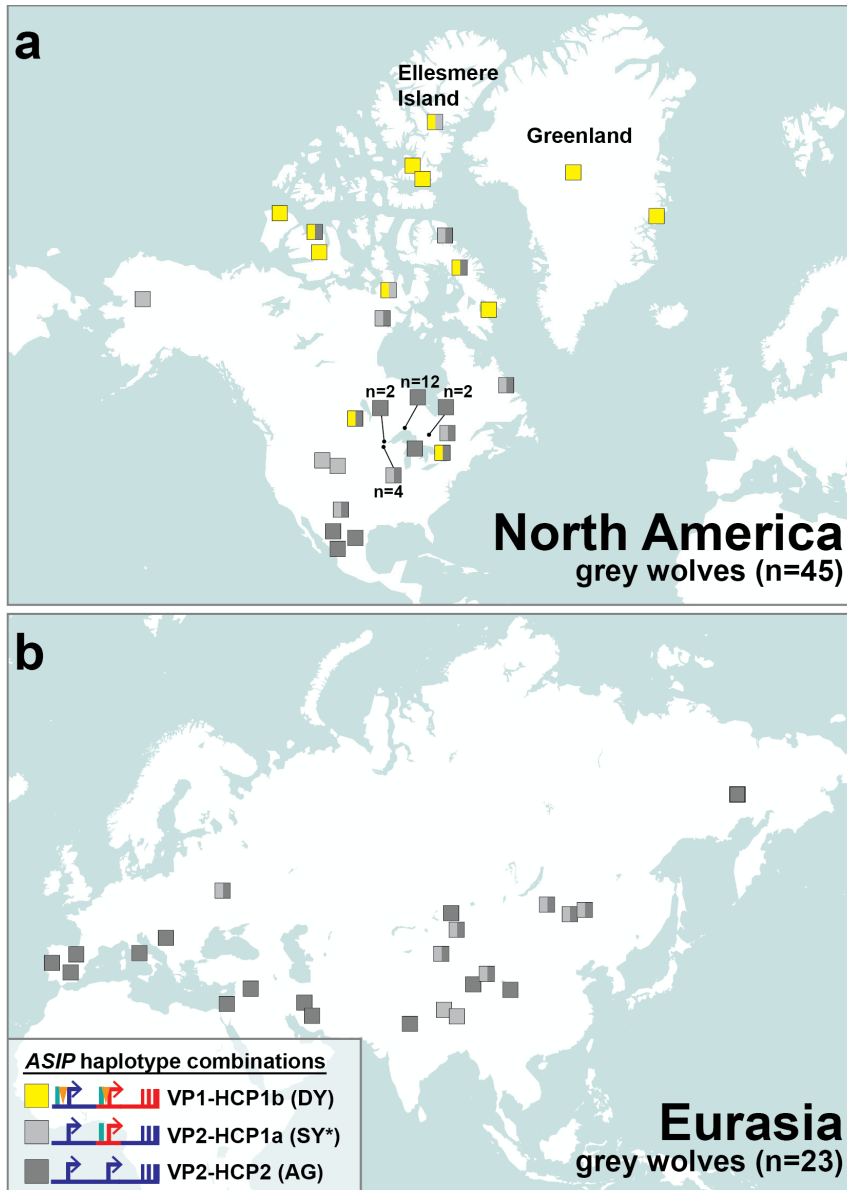 a
Ellesmere
Island
Greenland
n=2
n=12
n=2
n=4
North America
grey wolves (n=45)
b
ASIP haplotype combinations
VP1-HCP1b (DY)
VP2-HCP1a (SY*)
VP2-HCP2 (AG)
Eurasia
grey wolves (n=23)